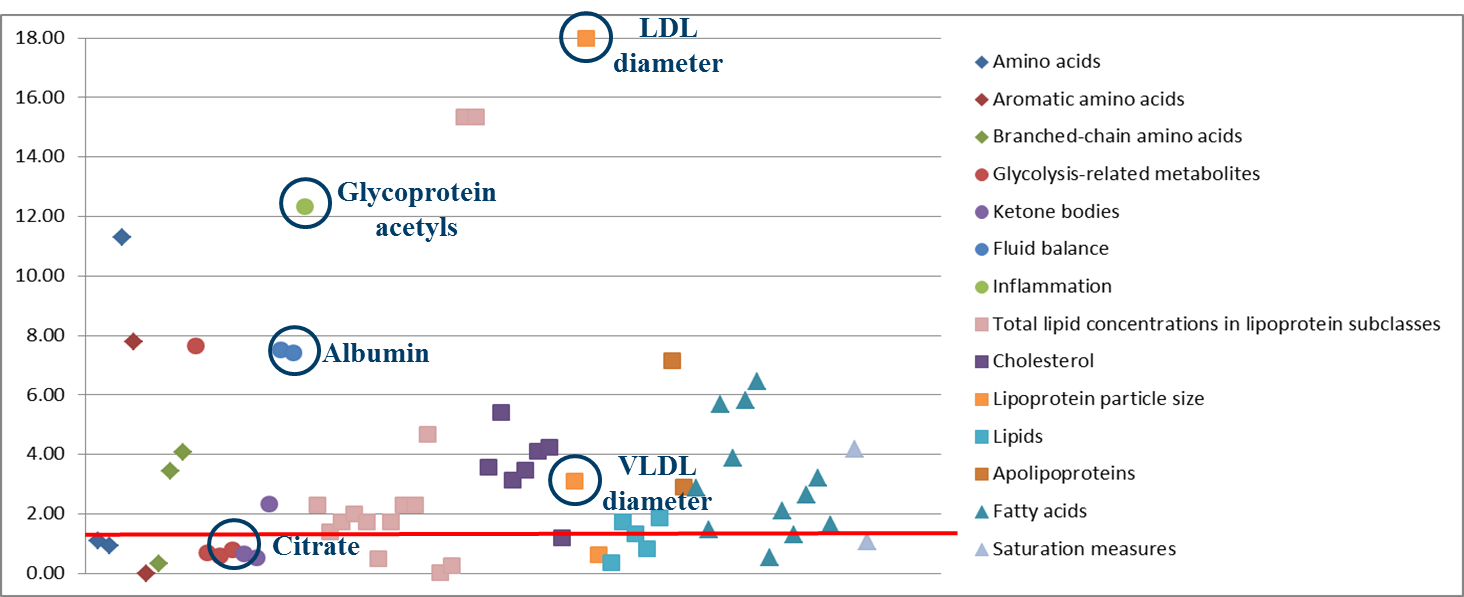 18.00
16.00
14.00
12.00
10.00
8.00
6.00
4.00
2.00
0.00
LDL
diameter
Glycoprotein
acetyls
Albumin
VLDL
diameter
Citrate
Amino acids
Aromatic amino acids
Branched-chain amino acids
Glycolysis-related metabolites
Ketone bodies
Fluid balance
Inflammation
Total lipid concentrations in lipoprotein subclasses
Cholesterol
Lipoprotein particle size
Lipids
Apolipoproteins
Fatty acids
Saturation measures